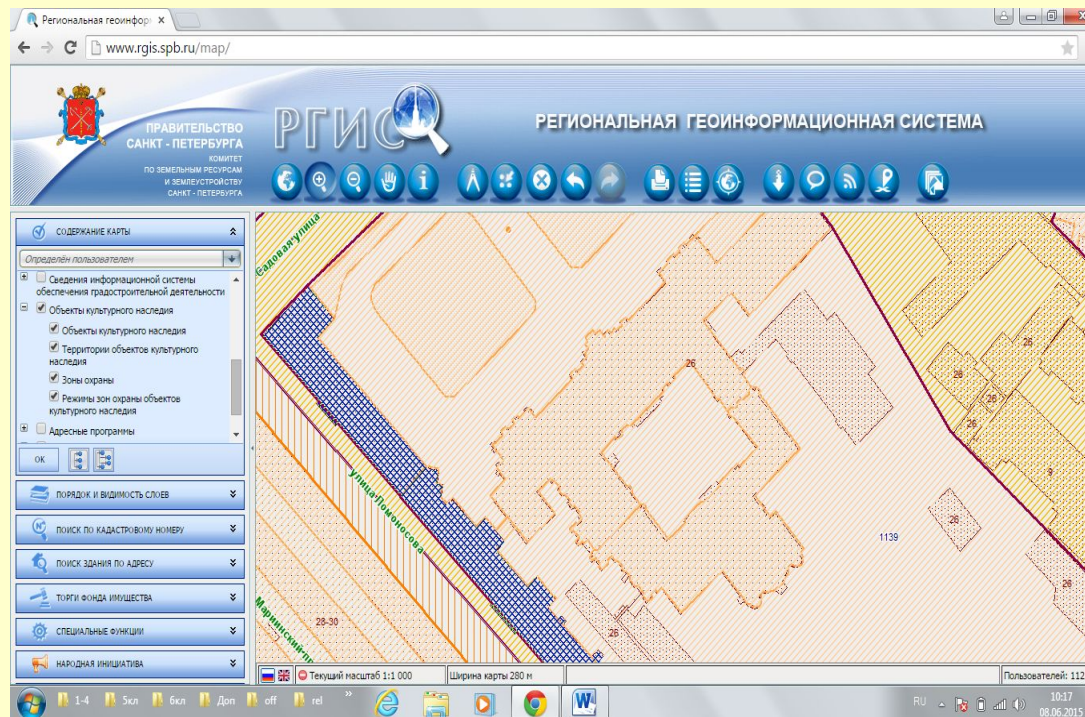 Региональная геоинфор
www.rgis.spb.ru/map/
ПРАВИТЕЛЬСТВО
САНКТ - ПЕТЕРБУРГА
КОМИТЕТ
ПО ЗЕМЕЛЬНЫМ РЕСУРСАМ
И ЗЕМЛЕУСТРОЙСТВУ
САНКТ - ПЕТЕРБУРГА
РГИС
РЕГИОНАЛЬНАЯ ГЕОИНФОРМАЦИОННАЯ СИСТЕМА
СОДЕРЖАНИЕ КАРТЫ
Определён пользователем
Сведения информационной системы
обеспечения градостроительной деятельности
Объекты культурного наследия
Объекты культурного наследия
Территории объектов культурного
наследия
Зоны охраны
Режимы зон охраны объектов
культурного наследия
Адресные программы
ОК
ПОРЯДОК И ВИДИМОСТЬ СЛОЕВ
ПОИСК ПО КАДАСТРОВОМУ НОМЕРУ
ПОИСК ЗДАНИЯ ПО АДРЕСУ
ТОРГИ ФОНДА ИМУЩЕСТВА
СПЕЦИАЛЬНЫЕ ФУНКЦИИ
НАРОДНАЯ ИНИЦИАТИВА
Садовая улица
улица Ломоносова
Мариинский
28-30
26
26
26
26
26
26
9
26
26
1139
Текущий масштаб 1:1 000
Ширина карты 280 м
Пользователей: 112
1-4
5кл
6кл
Доп
off
rel
»
RU
10:17
08.06.2015